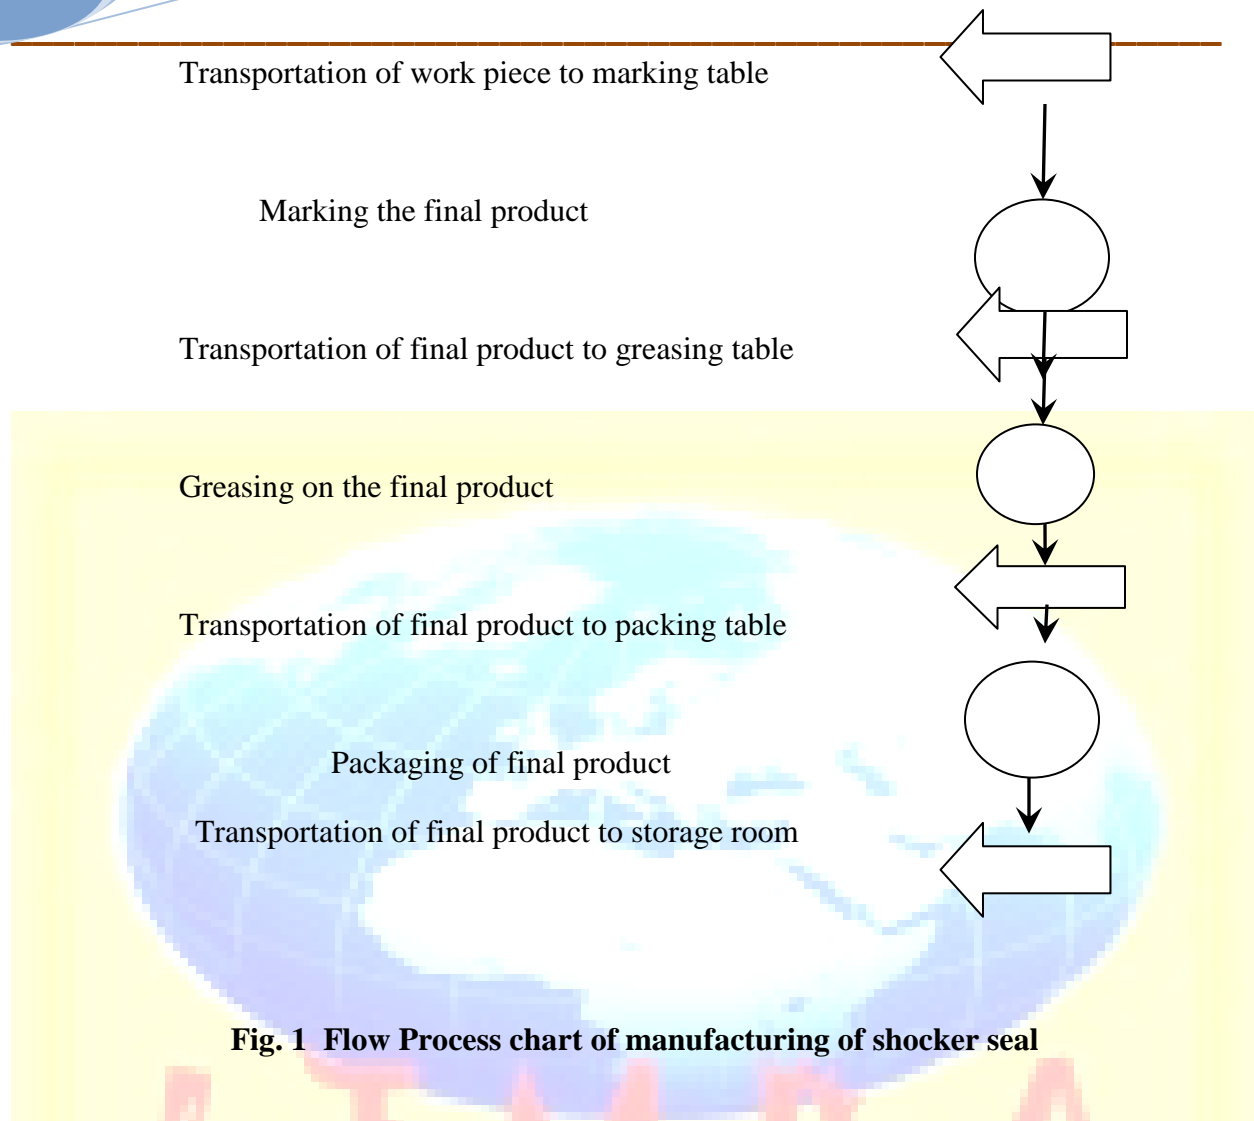 Transportation of work piece to marking table
Marking the final product
Transportation of final product to greasing table
Greasing on the final product
Transportation of final product to packing table
Packaging of final product
Transportation of final product to storage room
Fig. 1 Flow Process chart of manufacturing of shocker seal